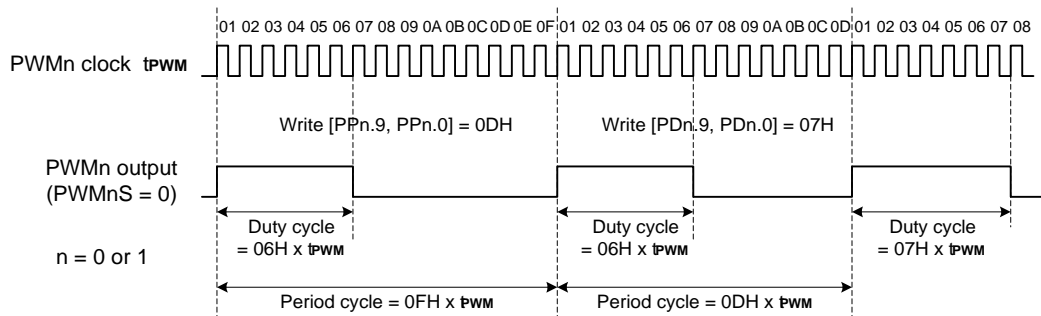 01 02 03 04 05 06 07 08 09 0A 0B 0C 0D 0E 0F 01 02 03 04 05 06 07 08 09 0A 0B 0C 0D 01 02 03 04 05 06 07 08
PWMn clock tPWM
Write [PPn.9, PPn.0] = 0DH
Write [PDn.9, PDn.0] = 07H
PWMn output
(PWMnS = 0)
Duty cycle
= 06H x tPWM
Duty cycle
= 06H x tPWM
Duty cycle
= 07H x tPWM
n = 0 or 1
Period cycle = 0FH x tPWM
Period cycle = 0DH x tPWM